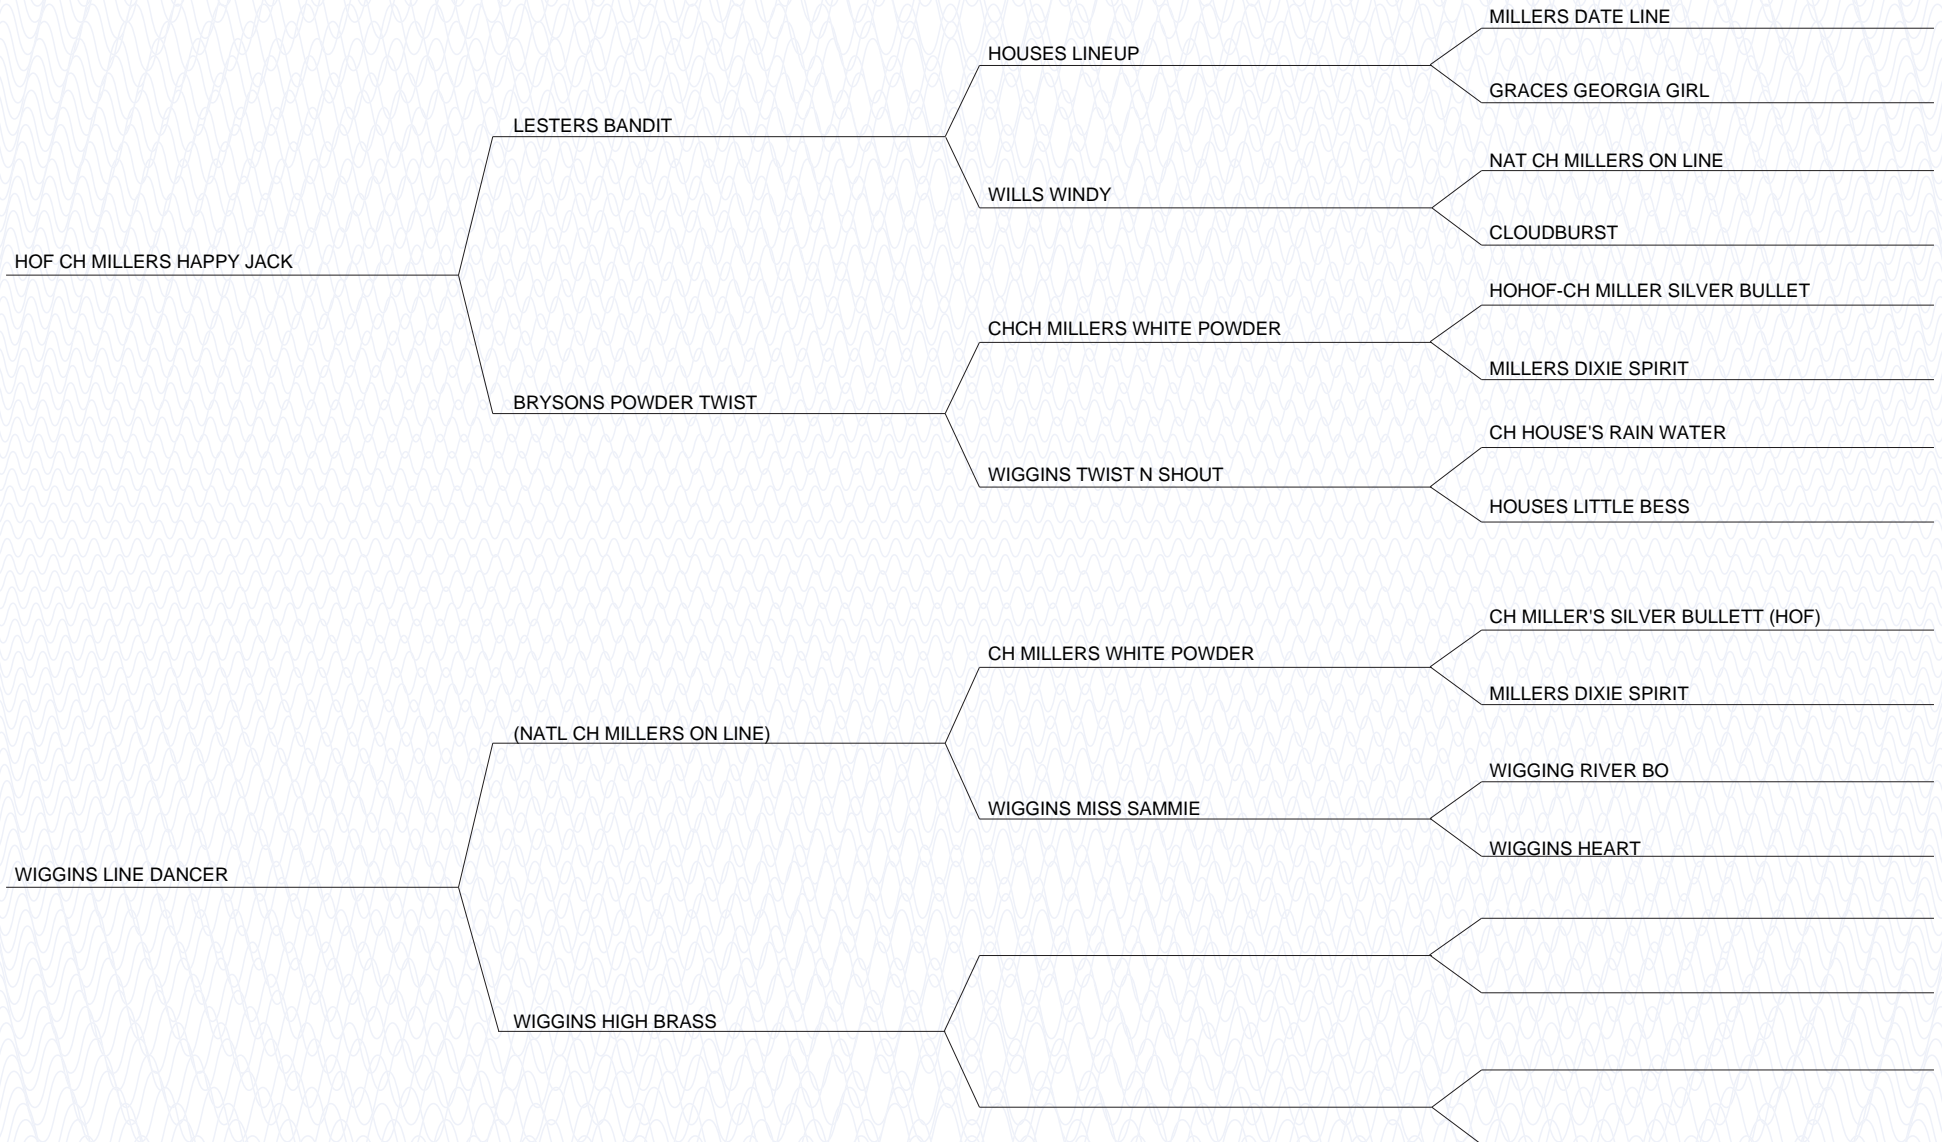 MILLERS DATE LINE
HOUSES LINEUP
GRACES GEORGIA GIRL
LESTERS BANDIT
NAT CH MILLERS ON LINE
WILLS WINDY
CLOUDBURST
HOF CH MILLERS HAPPY JACK
HOHOF-CH MILLER SILVER BULLET
CHCH MILLERS WHITE POWDER
MILLERS DIXIE SPIRIT
BRYSONS POWDER TWIST
CH HOUSE'S RAIN WATER
WIGGINS TWIST N SHOUT
HOUSES LITTLE BESS
CH MILLER'S SILVER BULLETT (HOF)
CH MILLERS WHITE POWDER
MILLERS DIXIE SPIRIT
(NATL CH MILLERS ON LINE)
WIGGING RIVER BO
WIGGINS MISS SAMMIE
WIGGINS HEART
WIGGINS LINE DANCER
WIGGINS HIGH BRASS